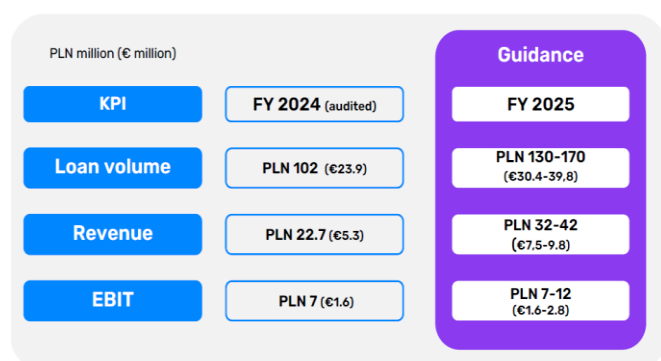 PLN million (€ million)
Guidance
KPI
FY 2024 (audited)
FY 2025
Loan volume
PLN 102 (€23.9)
PLN 130-170
(€30.4-39,8)
Revenue
PLN 22.7 (€5.3)
PLN 32-42
(€7,5-9.8)
EBIT
PLN 7 (€1.6)
PLN 7-12
(€1.6-2.8)